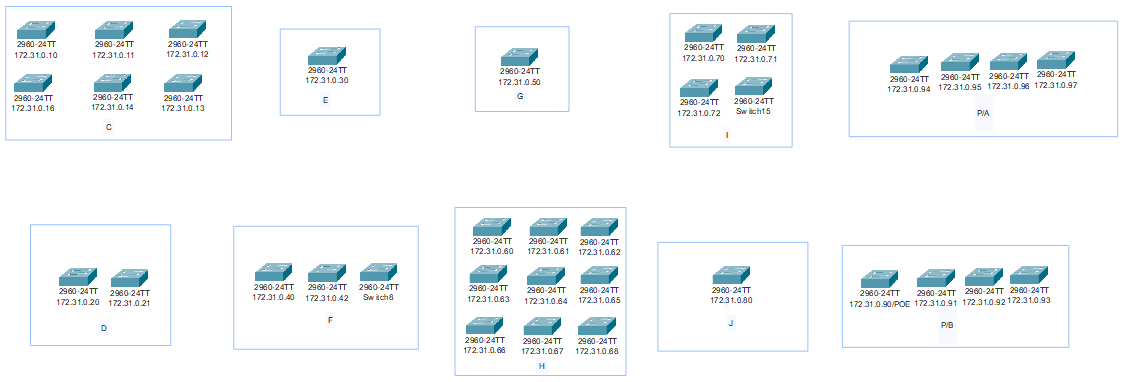 2960-24TT
172.31.0.10
2960-24TT
172.31.0.11
2960-24TT
172.31.0.12
2960-24TT
172.31.0.16
2960-24TT
172.31.0.14
2960-24TT
172.31.0.13
C
2960-24TT
172.31.0.30
E
2960-24TT
172.31.0.50
G
2960-24TT
172.31.0.70
2960-24TT
172.31.0.71
2960-24TT
172.31.0.72
2960-24TT
Switch15
I
2960-24TT
172.31.0.94
2960-24TT
172.31.0.95
2960-24TT
172.31.0.96
2960-24TT
172.31.0.97
P/A
2960-24TT
172.31.0.20
2960-24TT
172.31.0.21
D
2960-24TT
172.31.0.40
2960-24TT
172.31.0.42
2960-24TT
Switch8
F
2960-24TT
172.31.0.60
2960-24TT
172.31.0.61
2960-24TT
172.31.0.62
2960-24TT
172.31.0.63
2960-24TT
172.31.0.64
2960-24TT
172.31.0.65
2960-24TT
172.31.0.66
2960-24TT
172.31.0.67
2960-24TT
172.31.0.68
H
2960-24TT
172.31.0.80
J
2960-24TT
172.31.0.90/POE
2960-24TT
172.31.0.91
2960-24TT
172.31.0.92
2960-24TT
172.31.0.93
P/B